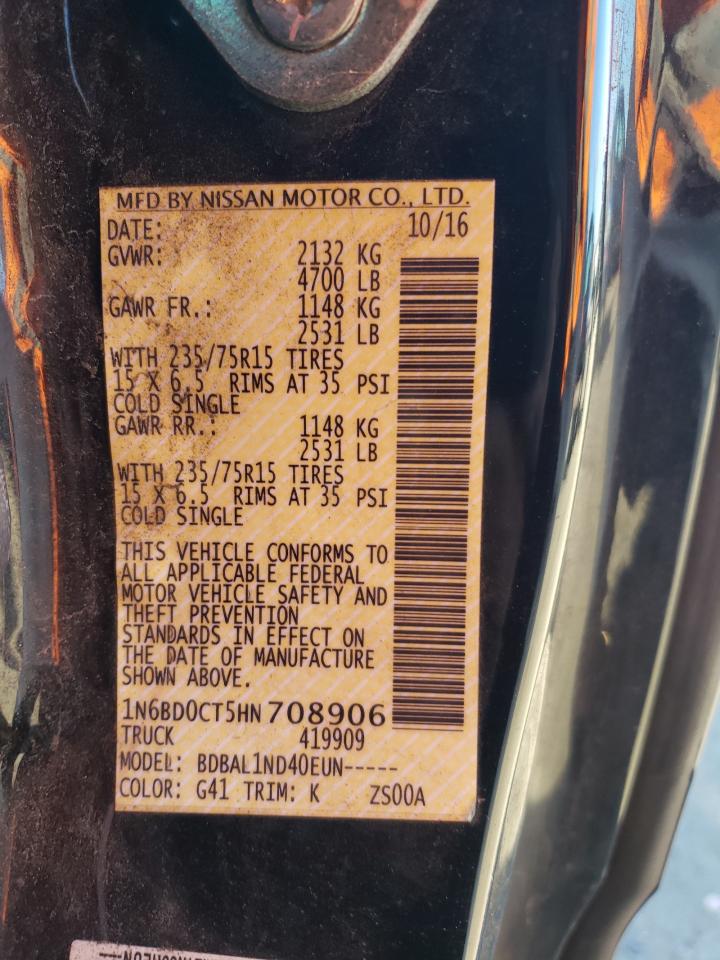 MFD BY NISSAN MOTOR CO., LTD.
DATE: 10/16
GVWR: 2132 KG
4700 LB
GAWR FR.: 1148 KG
2531 LB
WITH 235/75R15 TIRES
15 X 6.5 RIMS AT 35 PSI
COLD SINGLE
GAWR RR.: 1148 KG
2531 LB
WITH 235/75R15 TIRES
15 X 6.5 RIMS AT 35 PSI
COLD SINGLE
THIS VEHICLE CONFORMS TO
ALL APPLICABLE FEDERAL
MOTOR VEHICLE SAFETY AND
THEFT PREVENTION
STANDARDS IN EFFECT ON
THE DATE OF MANUFACTURE
SHOWN ABOVE.
1N6BD0CT5HN708906
TRUCK 419909
MODEL: BDBAL1ND40EUN-----
COLOR: G41 TRIM: K ZS00A